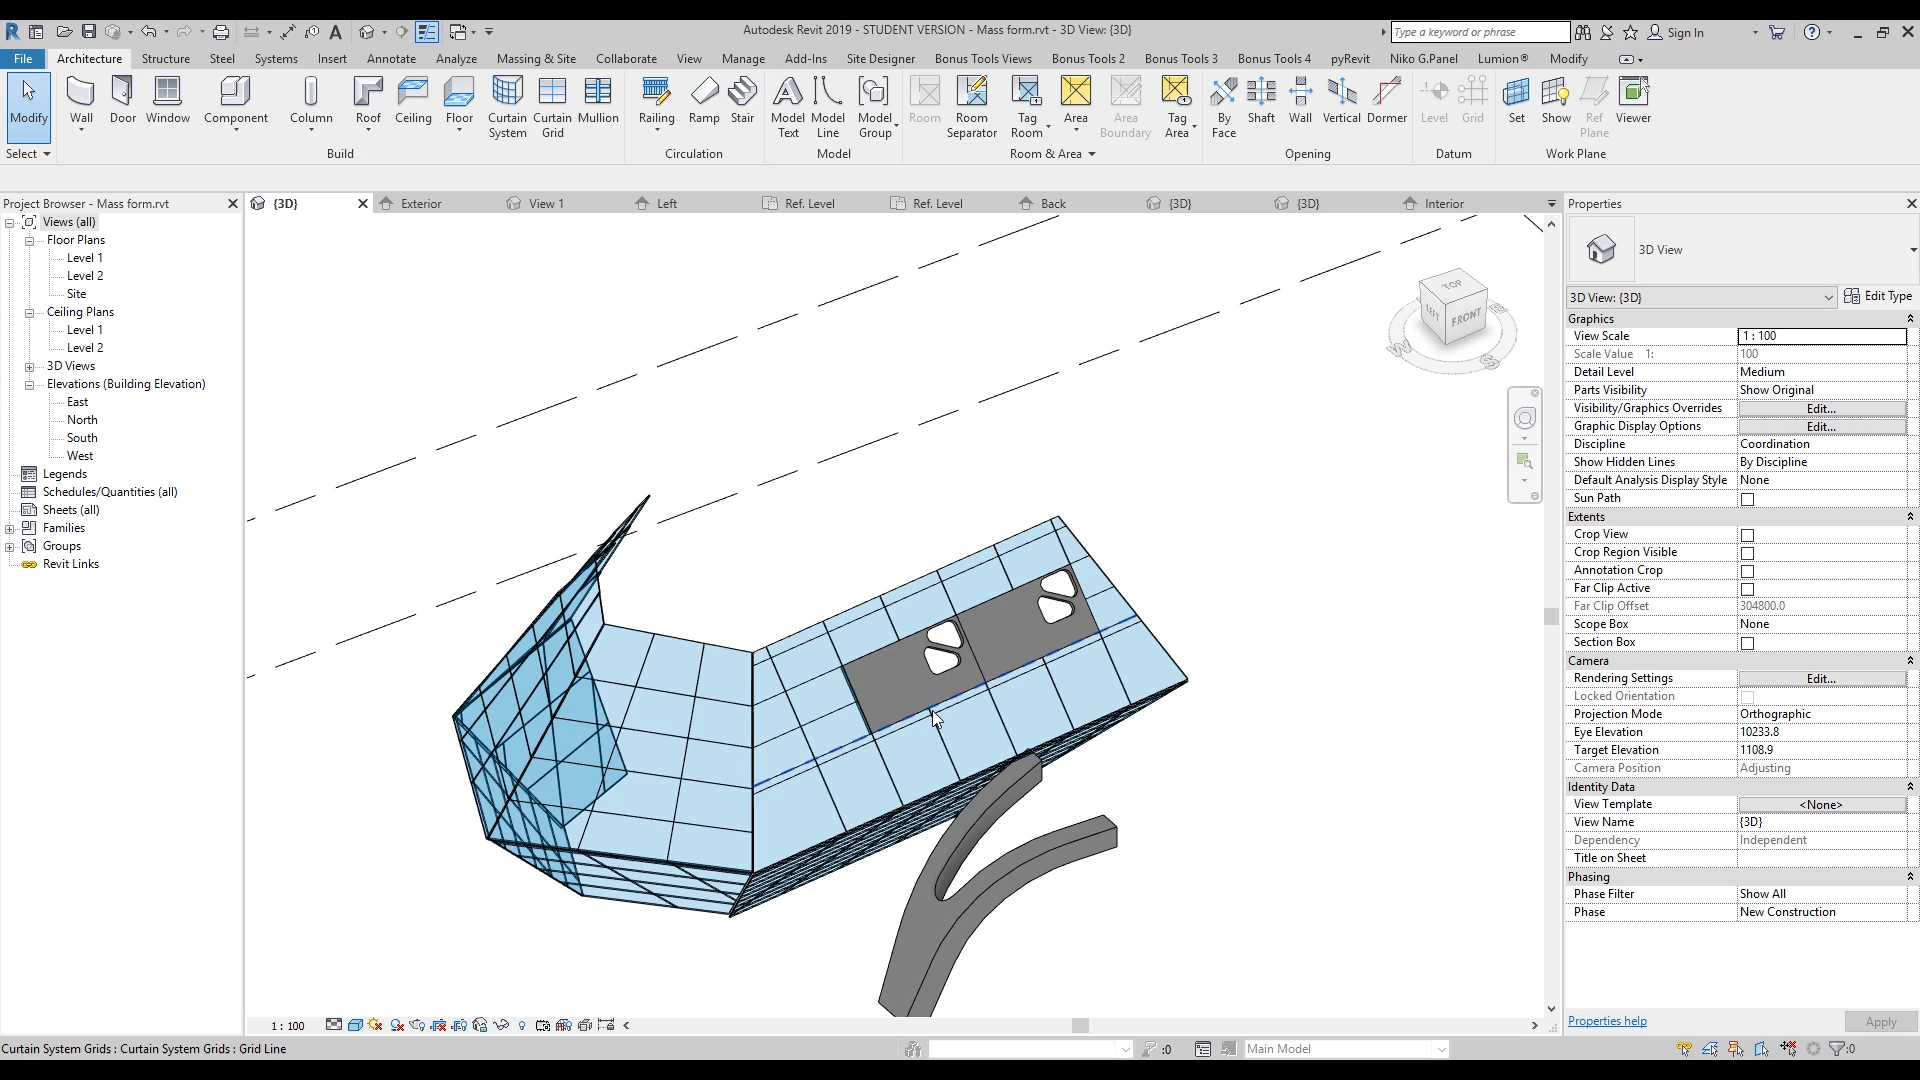 Autodesk Revit 2019 - STUDENT VERSION - Mass form.rvt - 3D View: {3D}
Type a keyword or phrase
Sign In
File Architecture Structure Steel Systems Insert Annotate Analyze Massing & Site Collaborate View Manage Add-Ins Site Designer Bonus Tools Views Bonus Tools 2 Bonus Tools 3 Bonus Tools 4 pyRevit Niko G.Panel Lumion® Modify
Modify Wall Door Window Component Column Roof Ceiling Floor Curtain System Curtain Grid Mullion Railing Ramp Stair Model Text Model Line Model Group Room Room Separator Tag Room Area Area Boundary Tag Area By Face Shaft Wall Vertical Dormer Level Grid Set Show Ref Plane Viewer
Select Build Circulation Model Room & Area Opening Datum Work Plane
Project Browser - Mass form.rvt
{3D} Exterior View 1 Left Ref. Level Ref. Level Back {3D} {3D} Interior
Views (all)
Floor Plans
Level 1
Level 2
Site
Ceiling Plans
Level 1
Level 2
3D Views
Elevations (Building Elevation)
East
North
South
West
Legends
Schedules/Quantities (all)
Sheets (all)
Families
Groups
Revit Links
TOP
LEFT
FRONT
W
S
Properties
3D View
3D View: {3D}
Edit Type
Graphics
View Scale 1 : 100
Scale Value 1: 100
Detail Level Medium
Parts Visibility Show Original
Visibility/Graphics Overrides Edit...
Graphic Display Options Edit...
Discipline Coordination
Show Hidden Lines By Discipline
Default Analysis Display Style None
Sun Path
Extents
Crop View
Crop Region Visible
Annotation Crop
Far Clip Active
Far Clip Offset 304800.0
Scope Box None
Section Box
Camera
Rendering Settings Edit...
Locked Orientation
Projection Mode Orthographic
Eye Elevation 10233.8
Target Elevation 1108.9
Camera Position Adjusting
Identity Data
View Template <None>
View Name {3D}
Dependency Independent
Title on Sheet
Phasing
Phase Filter Show All
Phase New Construction
Properties help
Apply
1 : 100
Curtain System Grids : Curtain System Grids : Grid Line
:0
Main Model
:0